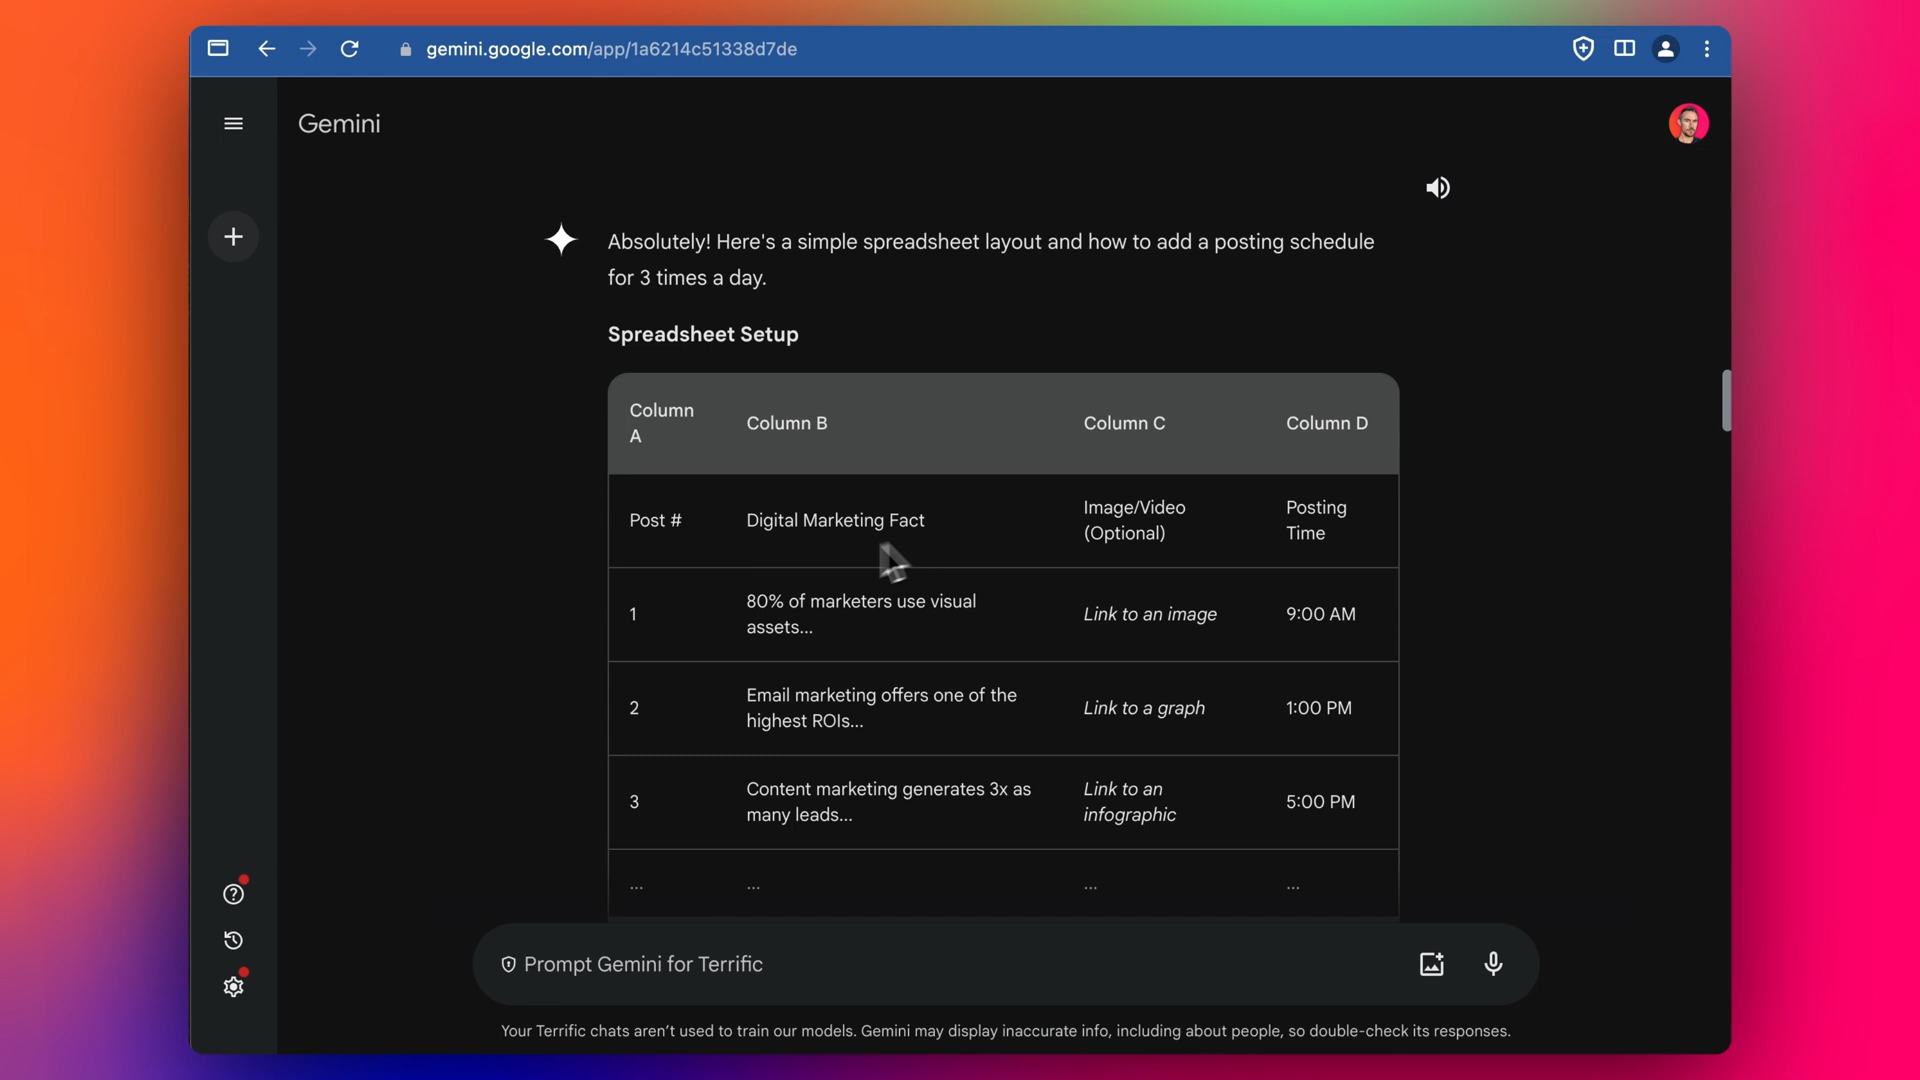 gemini.google.com/app/1a6214c51338d7de
Gemini
Absolutely! Here's a simple spreadsheet layout and how to add a posting schedule
for 3 times a day.
Spreadsheet Setup
Column
A
Column B
Column C
Column D
Post #
Digital Marketing Fact
Image/Video
(Optional)
Posting
Time
1
80% of marketers use visual
assets...
Link to an image
9:00 AM
2
Email marketing offers one of the
highest ROIs...
Link to a graph
1:00 PM
3
Content marketing generates 3x as
many leads...
Link to an
infographic
5:00 PM
...
...
...
...
Prompt Gemini for Terrific
Your Terrific chats aren’t used to train our models. Gemini may display inaccurate info, including about people, so double-check its responses.